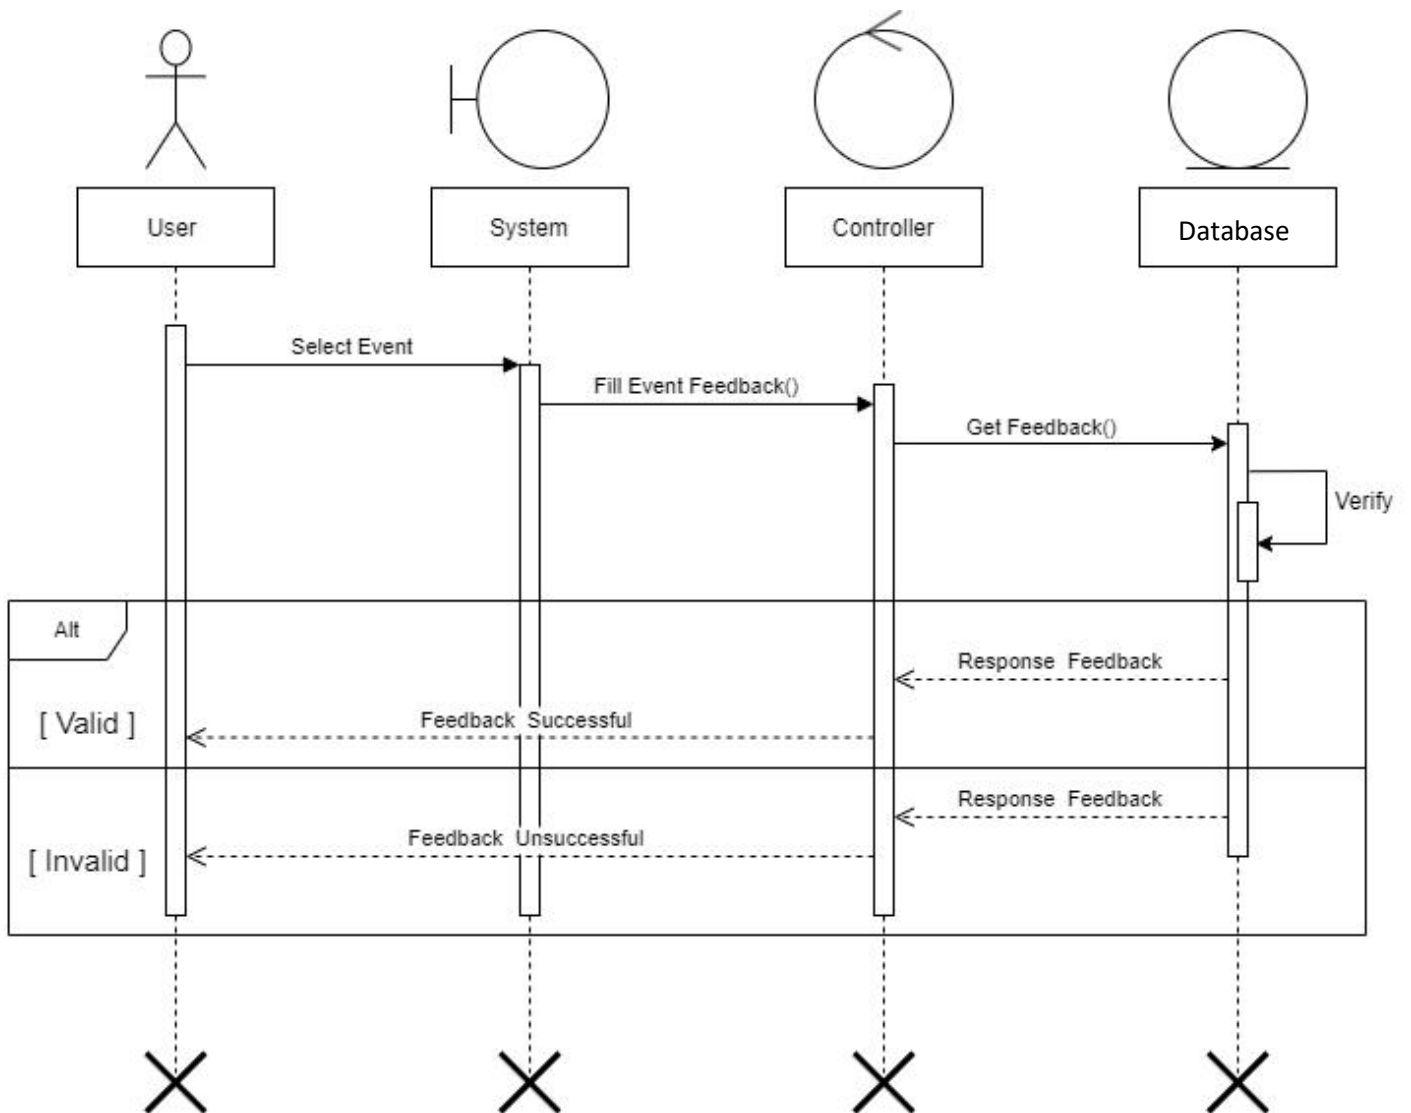 User
System
Controller
Database
Select Event
Fill Event Feedback()
Get Feedback()
Verify
Alt
Response Feedback
[ Valid ]
Feedback Successful
Response Feedback
Feedback Unsuccessful
[ Invalid ]